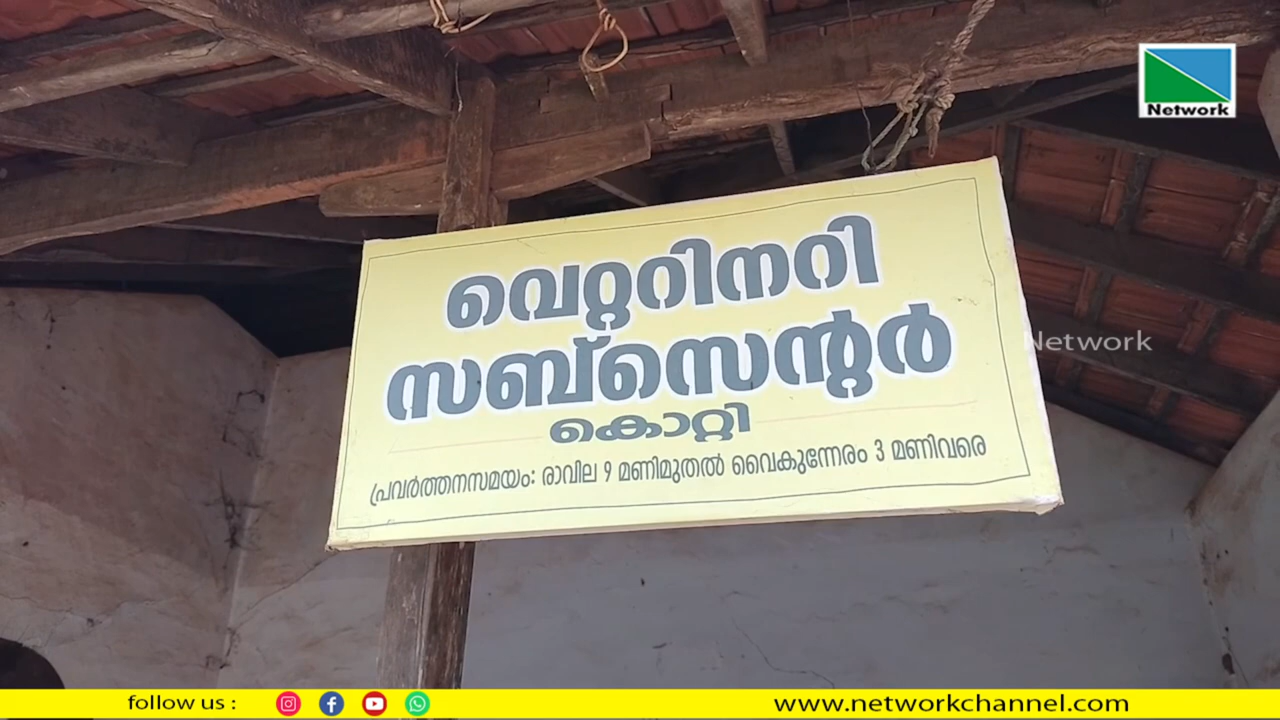 Network
വെറ്ററിനറി
സബ്സെന്റർ
Network
കൊറ്റി
പ്രവർത്തനസമയം: രാവില 9 മണിമുതൽ വൈകുന്നേരം 3 മണിവരെ
follow us :
www.networkchannel.com